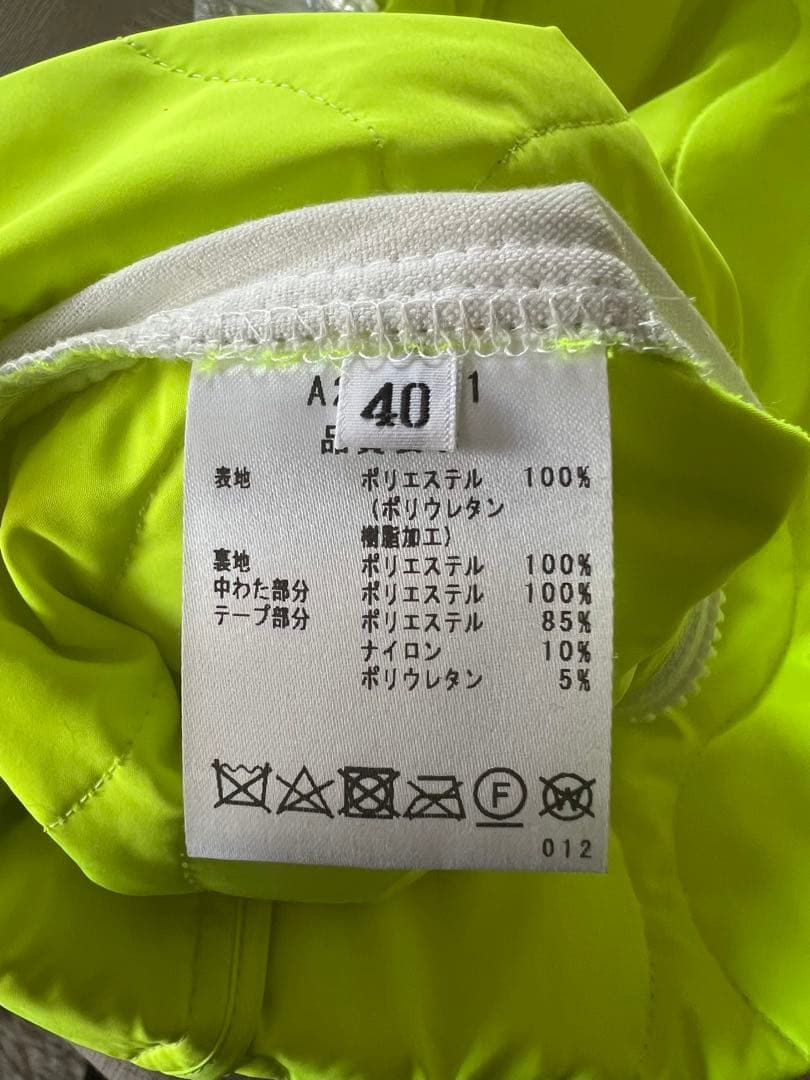 40
表地 ポリエステル 100%
(ポリウレタン
樹脂加工)
裏地 ポリエステル 100%
中わた部分 ポリエステル 100%
テープ部分 ポリエステル 85%
ナイロン 10%
ポリウレタン 5%
F W
012